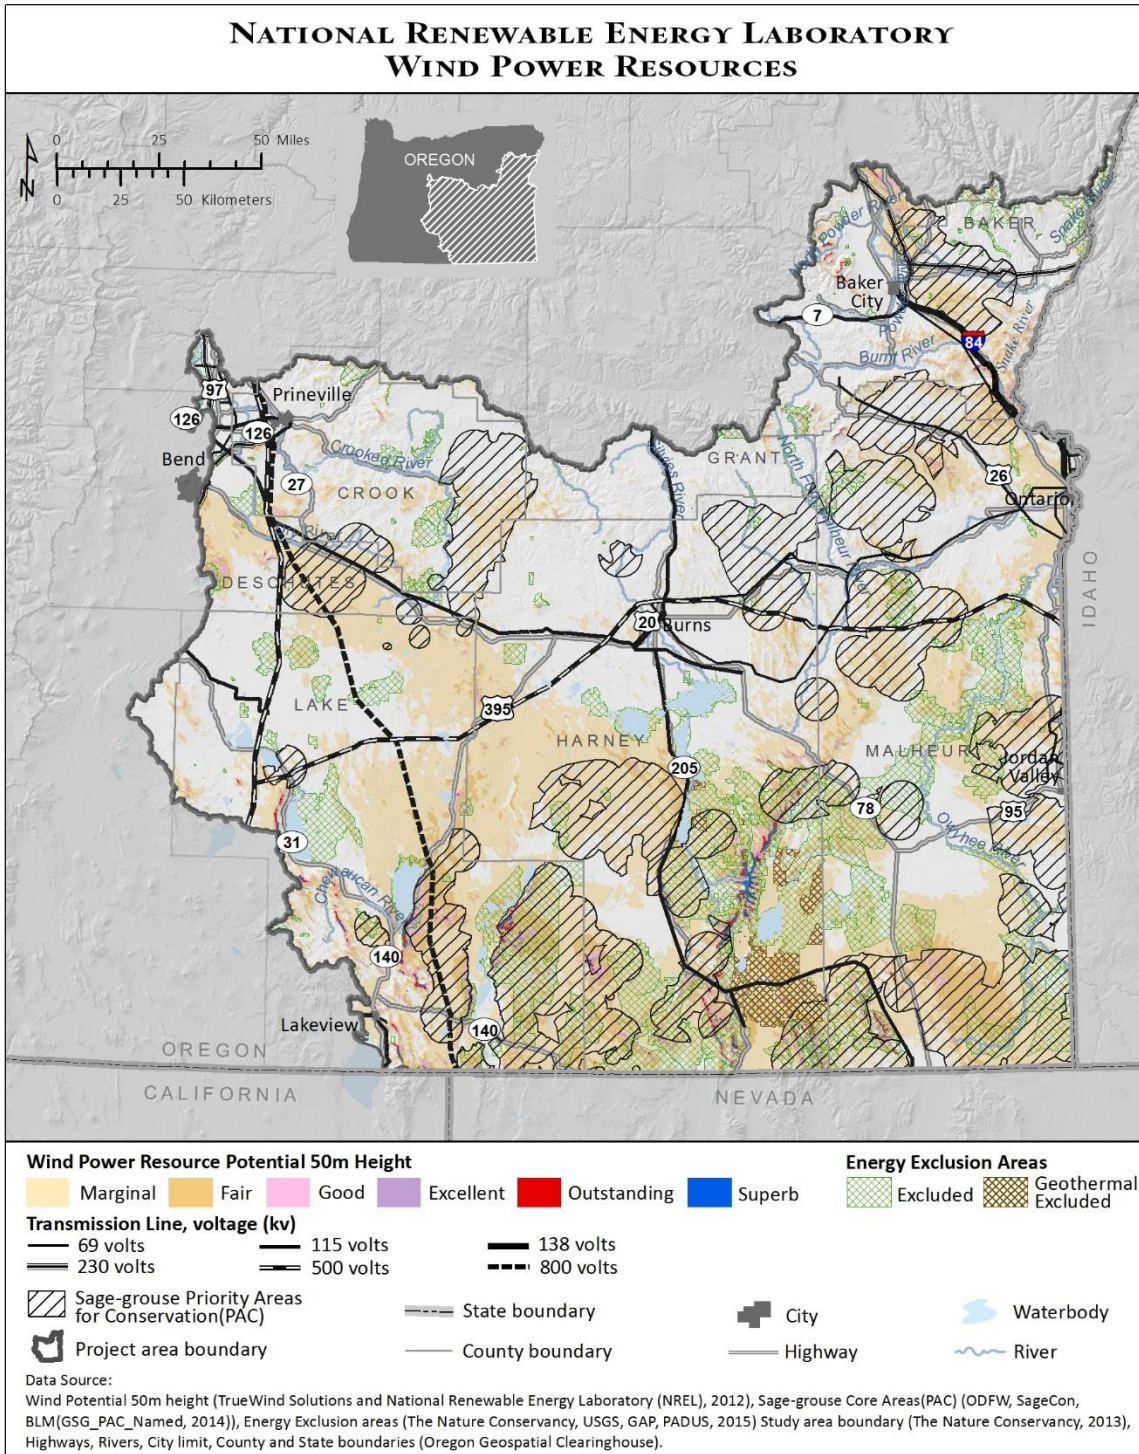 NATIONAL RENEWABLE ENERGY LABORATORY
WIND POWER RESOURCES
0 25 50 Miles
0 25 50 Kilometers
N
OREGON
BAKER
Snake River
Powder River
Baker City
7
84
Burnt River
Snake River
97
Prineville
126
126
Bend
Crooked River
27
CROOK
GRANT
26
Ontario
River
DESCHUTES
IDAHO
20
Burns
LAKE
395
HARNEY
MALHEUR
205
Jordan Valley
78
95
Owyhee River
31
Chewaucan River
140
Lakeview
140
OREGON
CALIFORNIA
NEVADA
Wind Power Resource Potential 50m Height
Marginal
Fair
Good
Excellent
Outstanding
Superb
Energy Exclusion Areas
Excluded
Geothermal Excluded
Transmission Line, voltage (kv)
69 volts
115 volts
138 volts
230 volts
500 volts
800 volts
Sage-grouse Priority Areas
for Conservation(PAC)
State boundary
City
Waterbody
Project area boundary
County boundary
Highway
River
Data Source:
Wind Potential 50m height (TrueWind Solutions and National Renewable Energy Laboratory (NREL), 2012), Sage-grouse Core Areas(PAC) (ODFW, SageCon,
BLM(GSG_PAC_Named, 2014)), Energy Exclusion areas (The Nature Conservancy, USGS, GAP, PADUS, 2015) Study area boundary (The Nature Conservancy, 2013),
Highways, Rivers, City limit, County and State boundaries (Oregon Geospatial Clearinghouse).